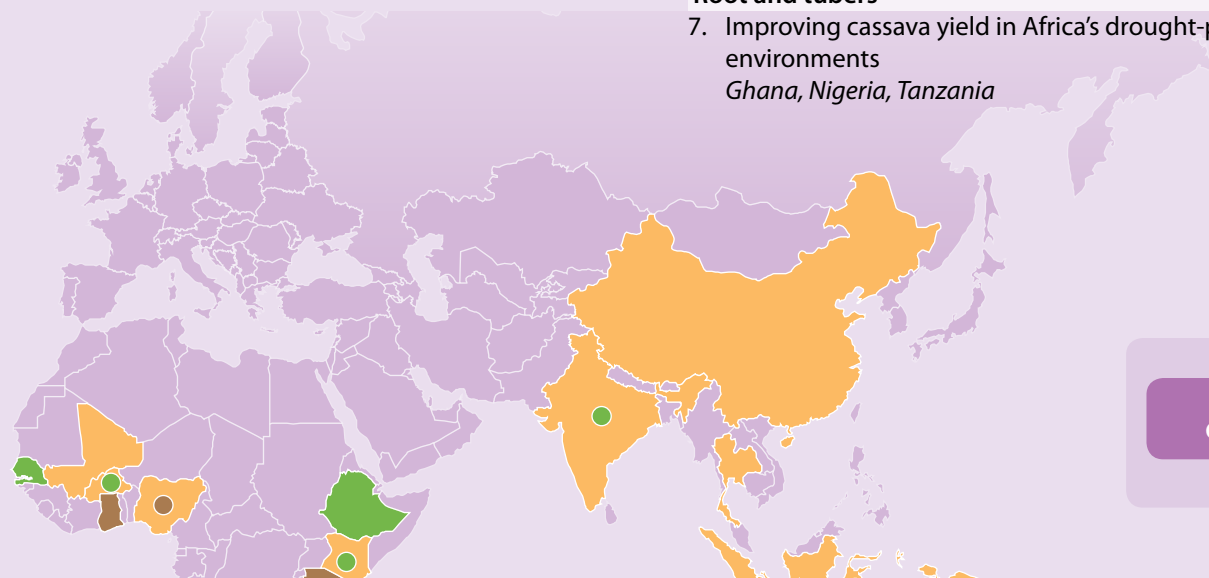 7. Improving cassava yield in Africa's drought-p
environments
Ghana, Nigeria, Tanzania